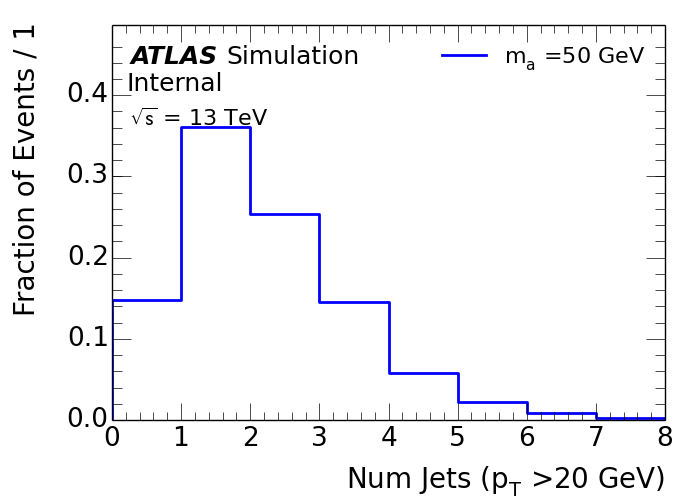 Fraction of Events / 1
ATLAS Simulation
Internal
√s = 13 TeV
mₐ =50 GeV
0.4
0.3
0.2
0.1
0.0
0 1 2 3 4 5 6 7 8
Num Jets (p_T >20 GeV)